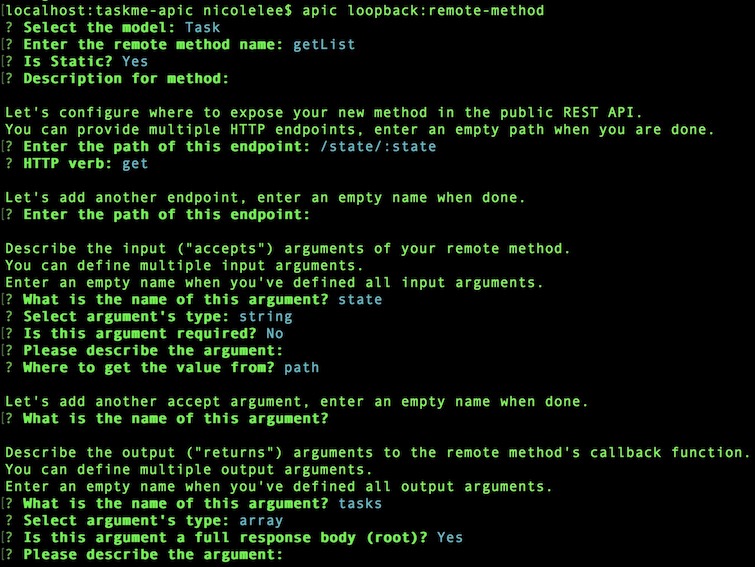 [localhost:taskme-apic nicolelee$ apic loopback:remote-method
? Select the model: Task
[? Enter the remote method name: getList
[? Is Static? Yes
[? Description for method:
Let's configure where to expose your new method in the public REST API.
You can provide multiple HTTP endpoints, enter an empty path when you are done.
[? Enter the path of this endpoint: /state/:state
? HTTP verb: get
Let's add another endpoint, enter an empty name when done.
[? Enter the path of this endpoint:
Describe the input ("accepts") arguments of your remote method.
You can define multiple input arguments.
Enter an empty name when you've defined all input arguments.
[? What is the name of this argument? state
? Select argument's type: string
[? Is this argument required? No
[? Please describe the argument:
? Where to get the value from? path
Let's add another accept argument, enter an empty name when done.
[? What is the name of this argument?
Describe the output ("returns") arguments to the remote method's callback function.
You can define multiple output arguments.
Enter an empty name when you've defined all output arguments.
[? What is the name of this argument? tasks
? Select argument's type: array
[? Is this argument a full response body (root)? Yes
[? Please describe the argument: